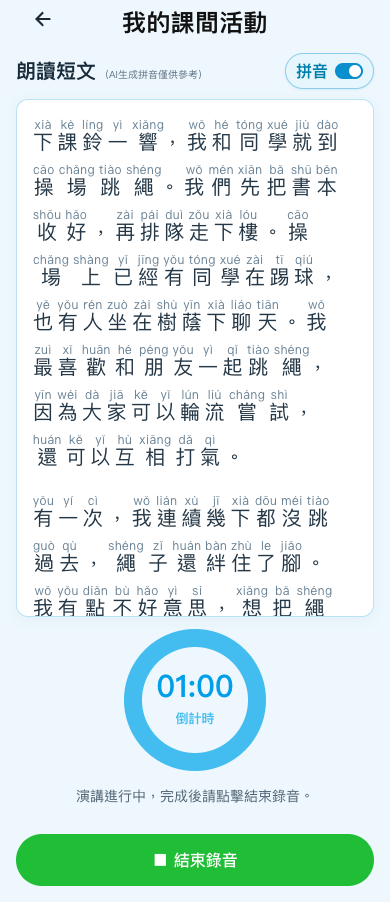 我的課間活動
朗讀短文 (AI生成拼音僅供參考) 拼音
xià kè líng yì xiǎng wǒ hé tóng xué jiù dào
下課鈴一響，我和同學就到
cāo chǎng tiào shéng wǒ men xiān bǎ shū běn
操場跳繩。我們先把書本
shōu hǎo zài pái duì zǒu xià lóu cāo
收好，再排隊走下樓。操
chǎng shàng yǐ jīng yǒu tóng xué zài tī qiú
場上已經有同學在踢球，
yě yǒu rén zuò zài shù yīn xià liáo tiān wǒ
也有人坐在樹蔭下聊天。我
zuì xǐ huān hé péng yǒu yì qǐ tiào shéng
最喜歡和朋友一起跳繩，
yīn wéi dà jiā kě yǐ lún liú cháng shì
因為大家可以輪流嘗試，
huán kě yǐ hù xiāng dǎ qì
還可以互相打氣。
yǒu yí cì wǒ lián xù jī xià dōu méi tiào
有一次，我連續幾下都沒跳
guò qù shéng zǐ huán bàn zhù le jiǎo
過去，繩子還絆住了腳。
wǒ yǒu diǎn bù hǎo yì si xiǎng bǎ shéng
我有點不好意思，想把繩
01:00
倒計時
演講進行中，完成後請點擊結束錄音。
結束錄音